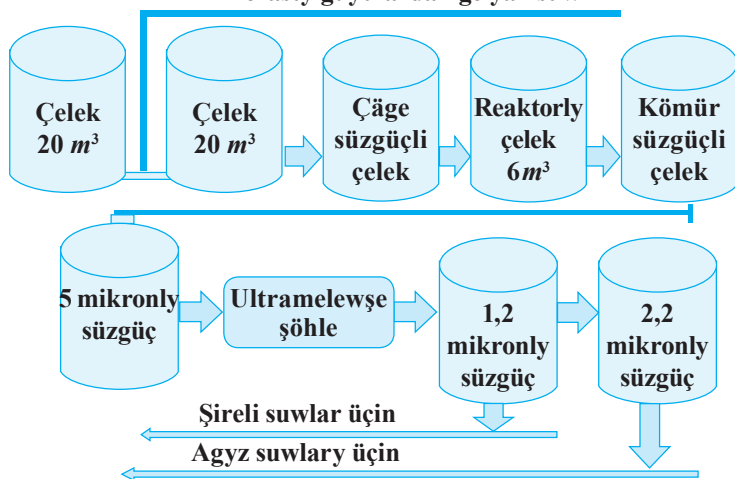 Çelek
20 m³
Çelek
20 m³
Çäge
süzgüçli
çelek
Reaktorly
çelek
6m³
Kömür
süzgüçli
çelek
5 mikronly
süzgüç
Ultramelewşe
şöhle
1,2
mikronly
süzgüç
2,2
mikronly
süzgüç
Şireli suwlar üçin
Agyz suwlary üçin